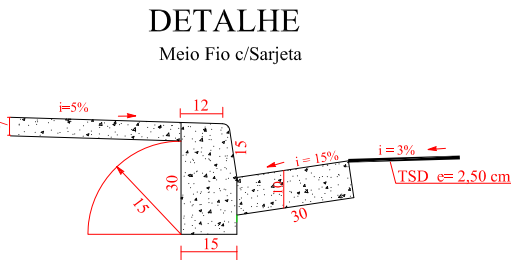 DETALHE
Meio Fio c/Sarjeta
i=5%
12
15
i = 15%
i = 3%
30
10
TSD e= 2,50 cm
15
30
15